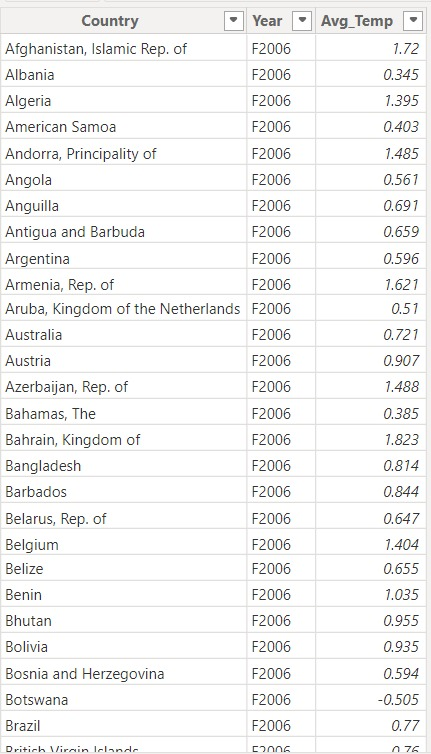 Country Year Avg_Temp
Afghanistan, Islamic Rep. of F2006 1.72
Albania F2006 0.345
Algeria F2006 1.395
American Samoa F2006 0.403
Andorra, Principality of F2006 1.485
Angola F2006 0.561
Anguilla F2006 0.691
Antigua and Barbuda F2006 0.659
Argentina F2006 0.596
Armenia, Rep. of F2006 1.621
Aruba, Kingdom of the Netherlands F2006 0.51
Australia F2006 0.721
Austria F2006 0.907
Azerbaijan, Rep. of F2006 1.488
Bahamas, The F2006 0.385
Bahrain, Kingdom of F2006 1.823
Bangladesh F2006 0.814
Barbados F2006 0.844
Belarus, Rep. of F2006 0.647
Belgium F2006 1.404
Belize F2006 0.655
Benin F2006 1.035
Bhutan F2006 0.955
Bolivia F2006 0.935
Bosnia and Herzegovina F2006 0.594
Botswana F2006 -0.505
Brazil F2006 0.77
British Virgin Islands F2006 0.76